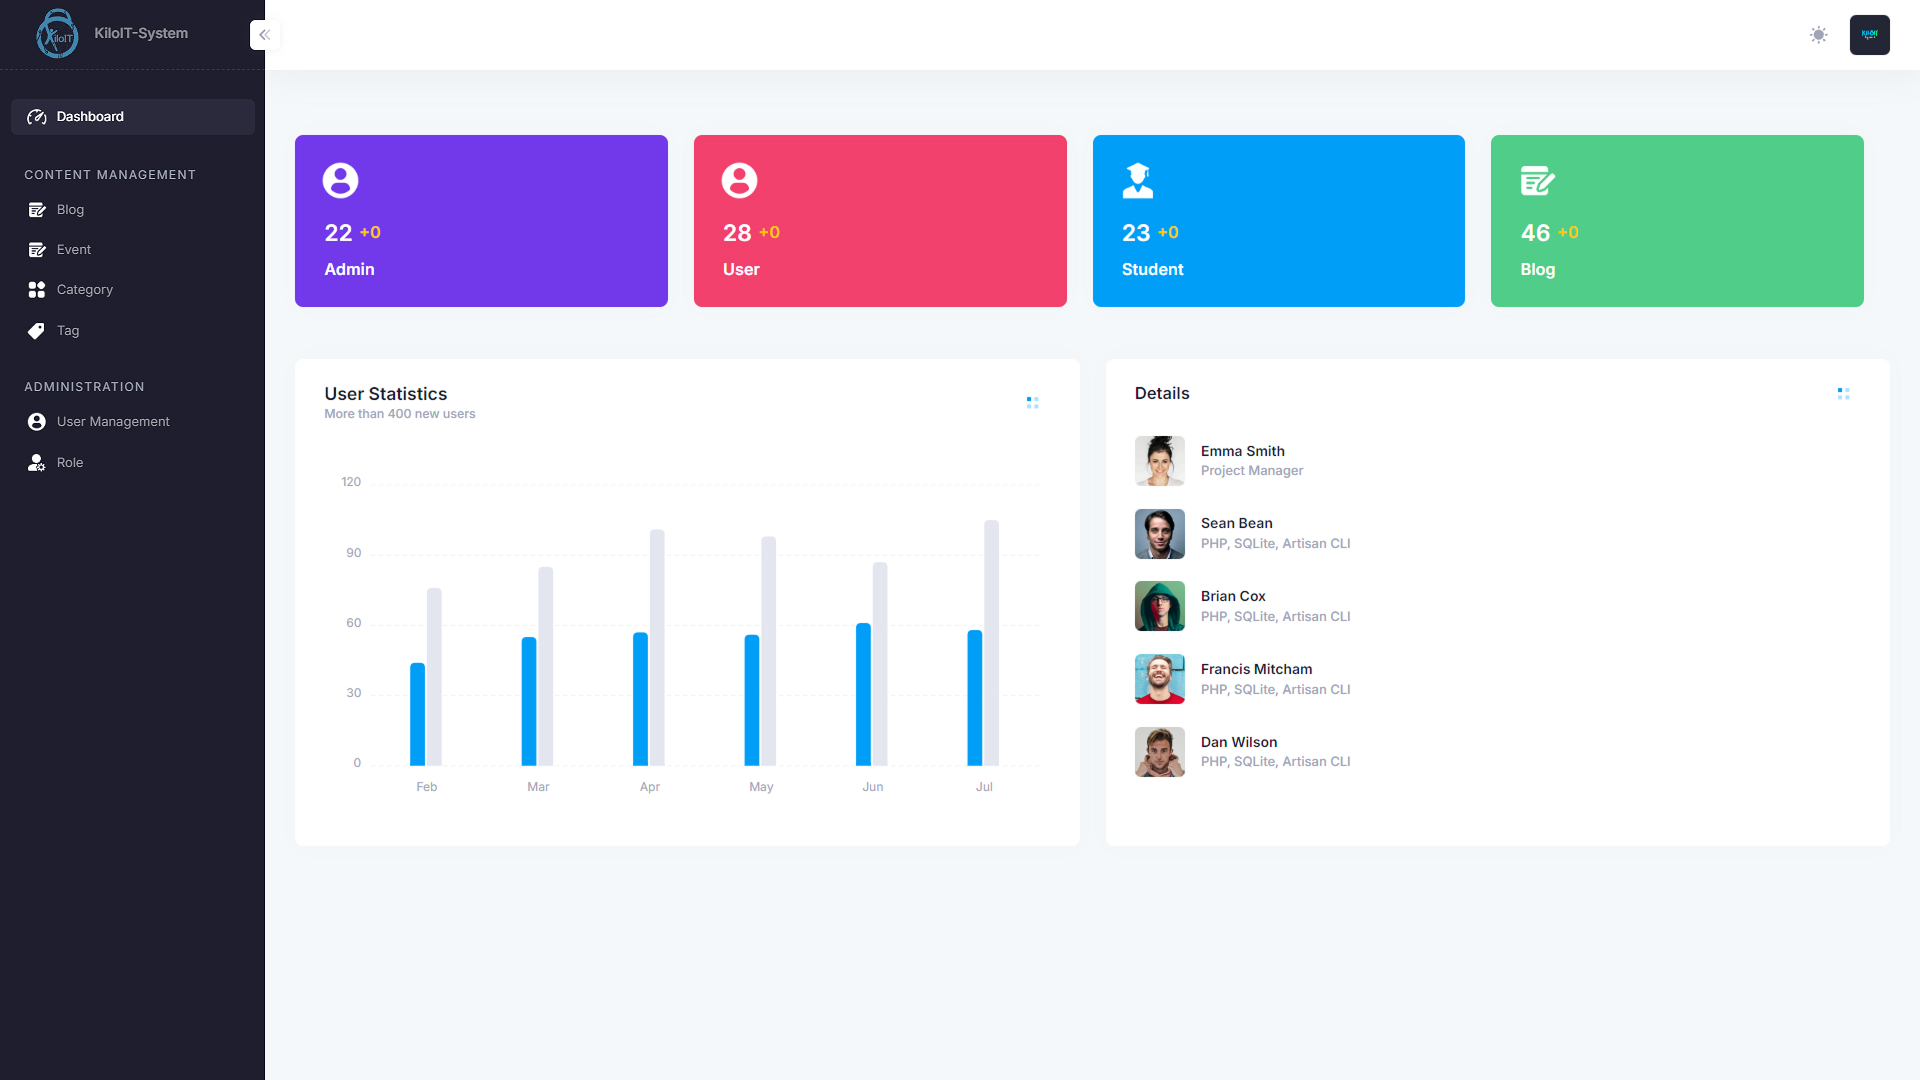 KiloIT
KiloIT-System
Dashboard
CONTENT MANAGEMENT
Blog
Event
Category
Tag
ADMINISTRATION
User Management
Role
22 +0
Admin
28 +0
User
23 +0
Student
46 +0
Blog
User Statistics
More than 400 new users
120
90
60
30
0
Feb Mar Apr May Jun Jul
Details
Emma Smith
Project Manager
Sean Bean
PHP, SQLite, Artisan CLI
Brian Cox
PHP, SQLite, Artisan CLI
Francis Mitcham
PHP, SQLite, Artisan CLI
Dan Wilson
PHP, SQLite, Artisan CLI